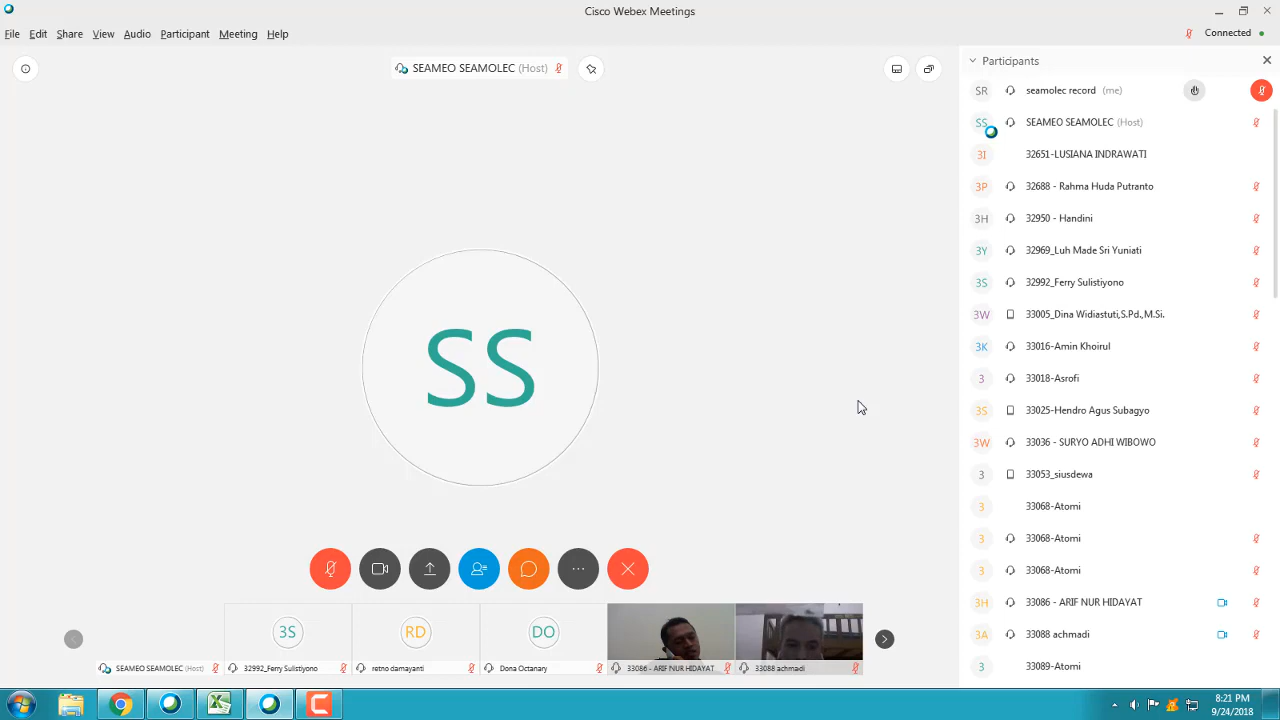 Cisco Webex Meetings
File Edit Share View Audio Participant Meeting Help
Connected
SEAMEO SEAMOLEC (Host)
SS
3S
RD
DO
SEAMEO SEAMOLEC (Host)
32992_Ferry Sulistiyono
retno damayanti
Dona Octanary
33086 - ARIF NUR HIDAYAT
33088 achmadi
Participants
SR seamolec record (me)
SS SEAMEO SEAMOLEC (Host)
3I 32651-LUSIANA INDRAWATI
3P 32688 - Rahma Huda Putranto
3H 32950 - Handini
3Y 32969_Luh Made Sri Yuniati
3S 32992_Ferry Sulistiyono
3W 33005_Dina Widiastuti,S.Pd.,M.Si.
3K 33016-Amin Khoirul
3 33018-Asrofi
3S 33025-Hendro Agus Subagyo
3W 33036 - SURYO ADHI WIBOWO
3 33053_siusdewa
3 33068-Atomi
3 33068-Atomi
3 33068-Atomi
3H 33086 - ARIF NUR HIDAYAT
3A 33088 achmadi
3 33089-Atomi
8:21 PM
9/24/2018